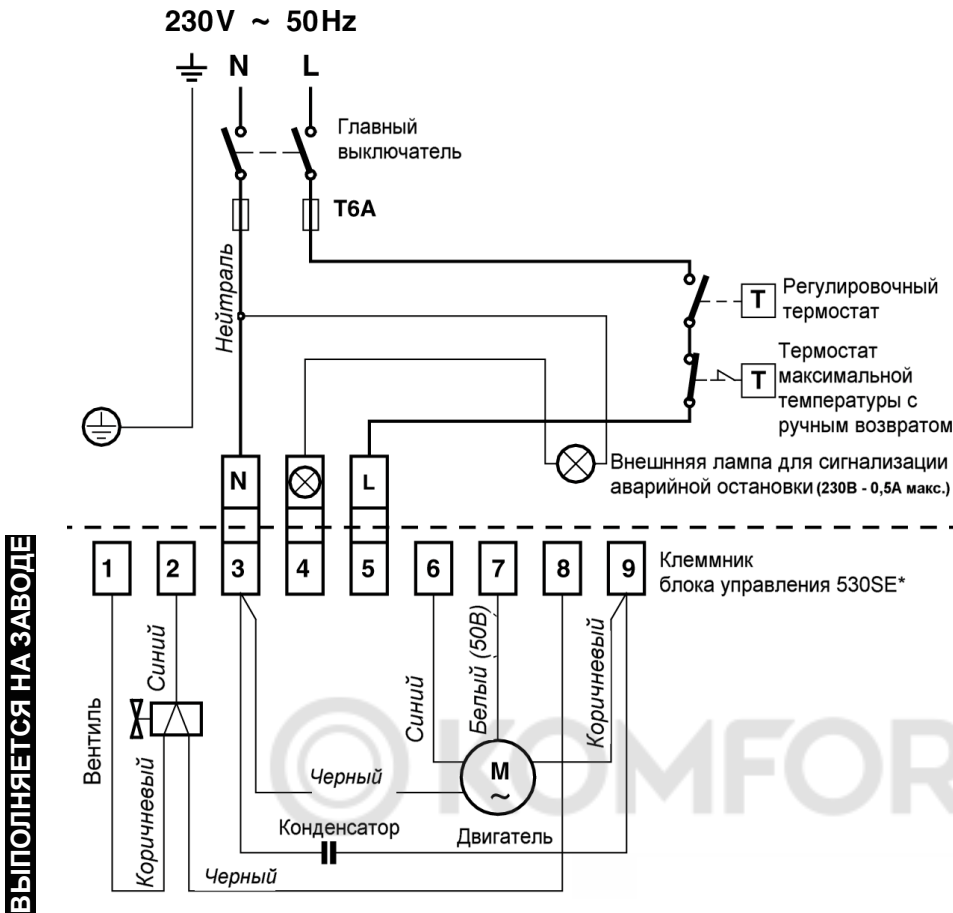 230V ~ 50Hz
N L
Главный
выключатель
T6A
Нейтраль
T
Регулировочный
термостат
T
Термостат
максимальной
температуры с
ручным возвратом
Внешнняя лампа для сигнализации
аварийной остановки (230В - 0,5А макс.)
N
L
1 2 3 4 5 6 7 8 9
Клеммник
блока управления 530SE*
ВЫПОЛНЯЕТСЯ НА ЗАВОДЕ
Вентиль
Синий
Коричневый
Черный
Черный
Конденсатор
Синий
Белый (50В)
Коричневый
M
~
Двигатель
KOMFOR